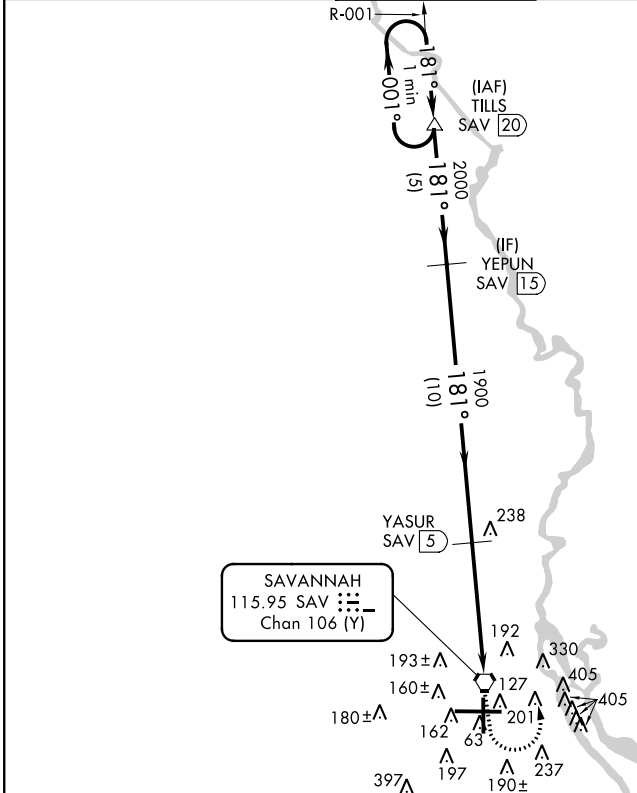 R-001
181°
1 min
001°
(IAF)
TILLS
SAV 20
2000
181°
(5)
(IF)
YEPUN
SAV 15
1900
181°
(10)
238
YASUR
SAV 5
SAVANNAH
115.95 SAV
Chan 106 (Y)
192
330
193±
405
160±
127
405
180±
162
63
201
197
190±
237
397